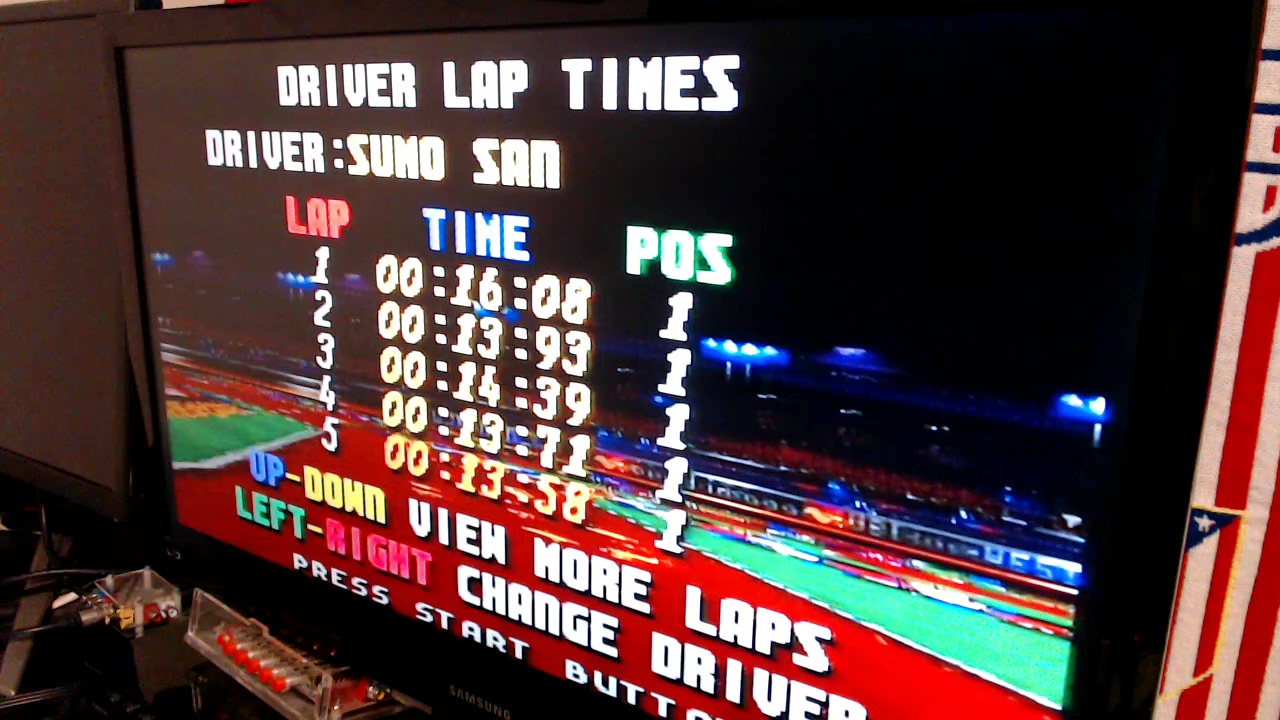 DRIVER LAP TIMES
DRIVER:SUMO SAN
LAP TIME POS
1 00:16:08 1
2 00:13:93 1
3 00:14:39 1
4 00:13:71 1
5 00:13:58 1
UP-DOWN VIEW MORE LAPS
LEFT-RIGHT CHANGE DRIVER
PRESS START BUTTO
SAMSUNG